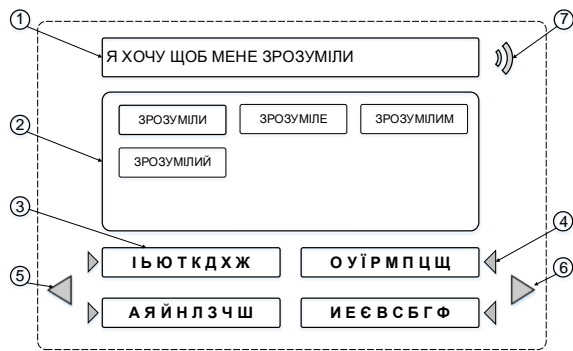 1
7
Я ХОЧУ ЩОБ МЕНЕ ЗРОЗУМІЛИ
2
ЗРОЗУМІЛИ ЗРОЗУМІЛЕ ЗРОЗУМІЛИМ
ЗРОЗУМІЛИЙ
3
4
І Ь Ю Т К Д Х Ж О У Ї Р М П Ц Щ
5
6
А Я Й Н Л З Ч Ш И Е Є В С Б Г Ф